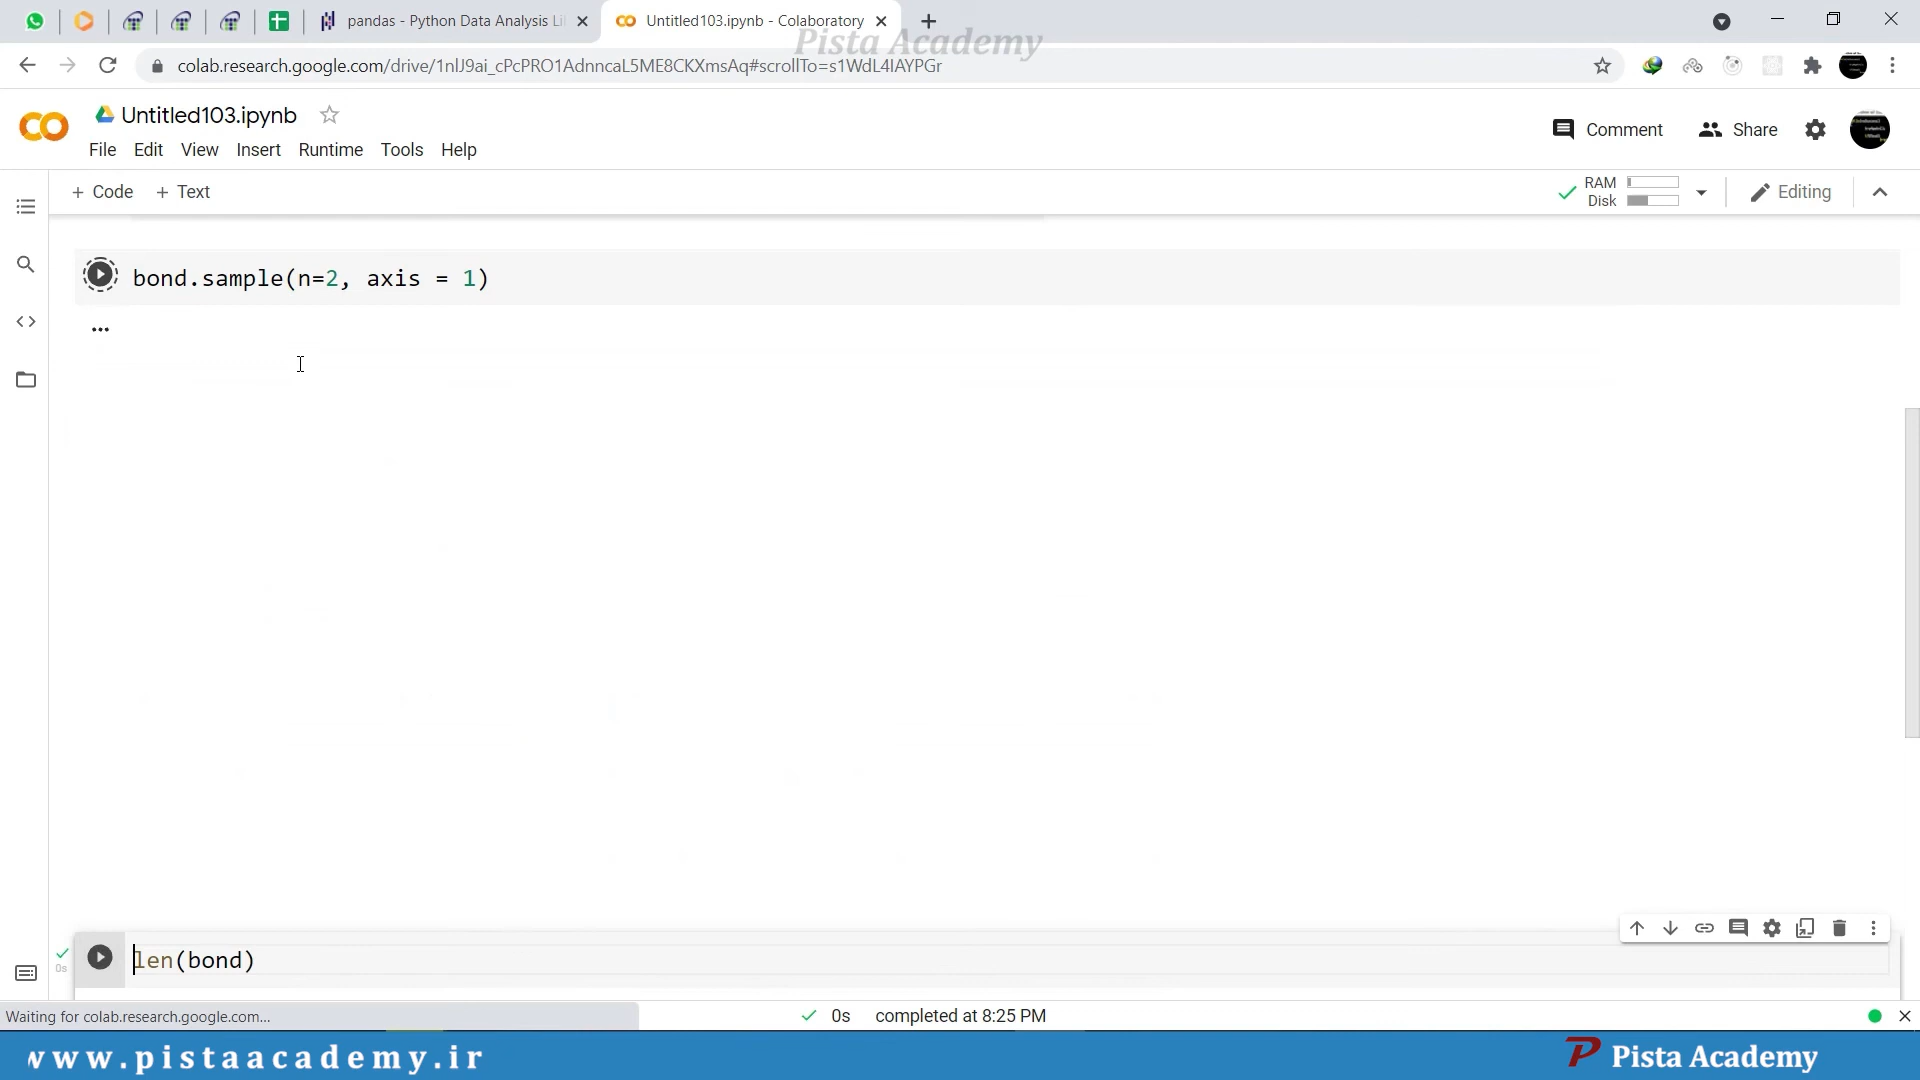 pandas - Python Data Analysis Li
Untitled103.ipynb - Colaboratory
Pista Academy
colab.research.google.com/drive/1nlJ9ai_cPcPRO1AdnncaL5ME8CKXmsAq#scrollTo=s1WdL4IAYPGr
Untitled103.ipynb
Comment
Share
File Edit View Insert Runtime Tools Help
+ Code + Text
RAM
Disk
Editing
bond.sample(n=2, axis = 1)
...
len(bond)
0s
Waiting for colab.research.google.com...
0s completed at 8:25 PM
www.pistaacademy.ir
Pista Academy